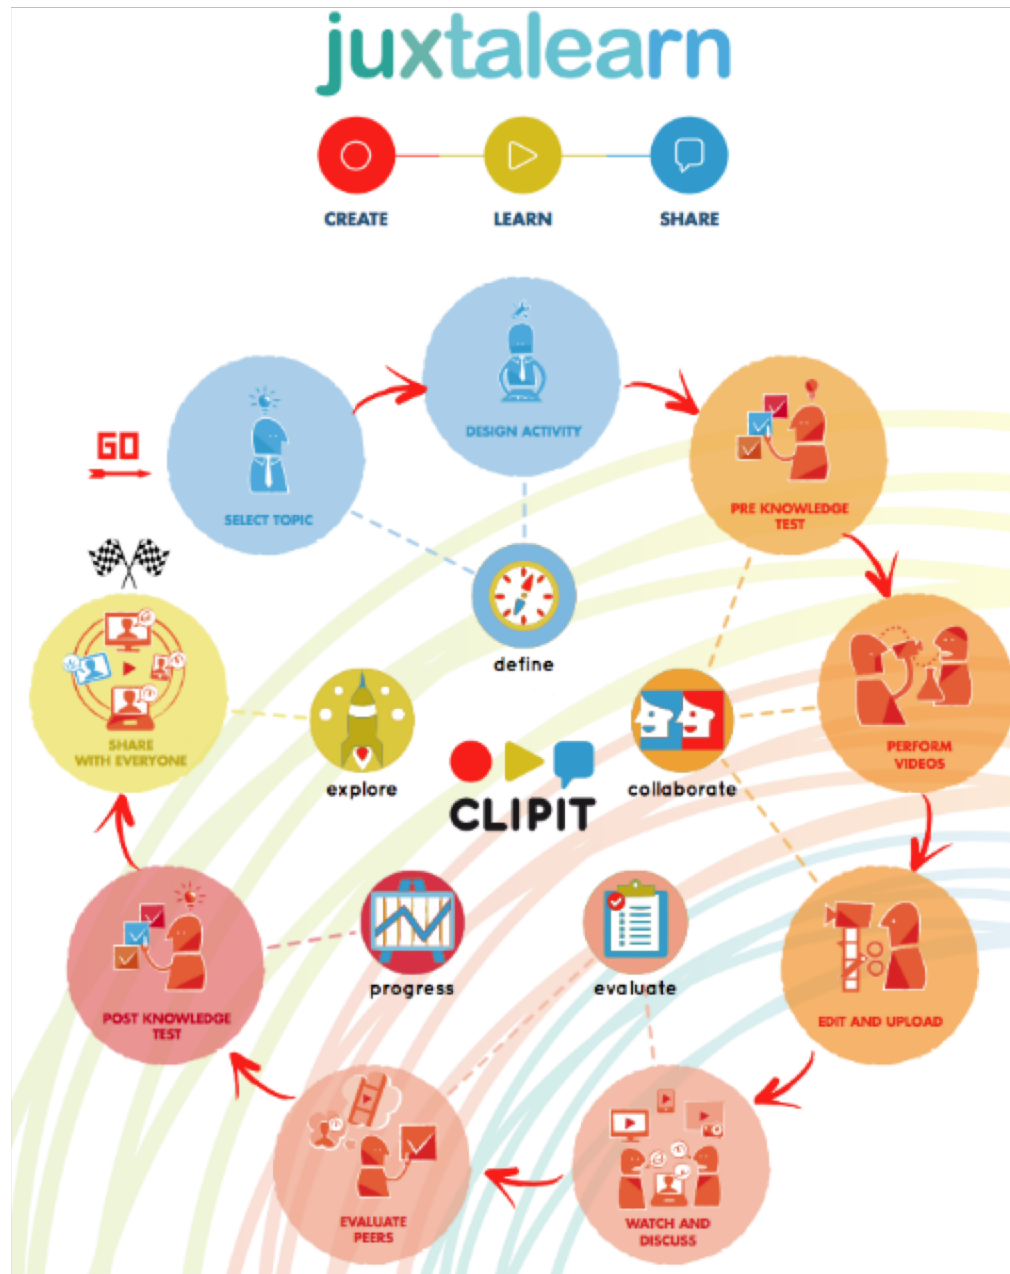 juxtalearn
CREATE
LEARN
SHARE
DESIGN ACTIVITY
GO
SELECT TOPIC
PRE KNOWLEDGE
TEST
define
SHARE
WITH EVERYONE
explore
collaborate
PERFORM
VIDEOS
CLIPIT
progress
evaluate
POST KNOWLEDGE
TEST
EDIT AND UPLOAD
EVALUATE
PEERS
WATCH AND
DISCUSS